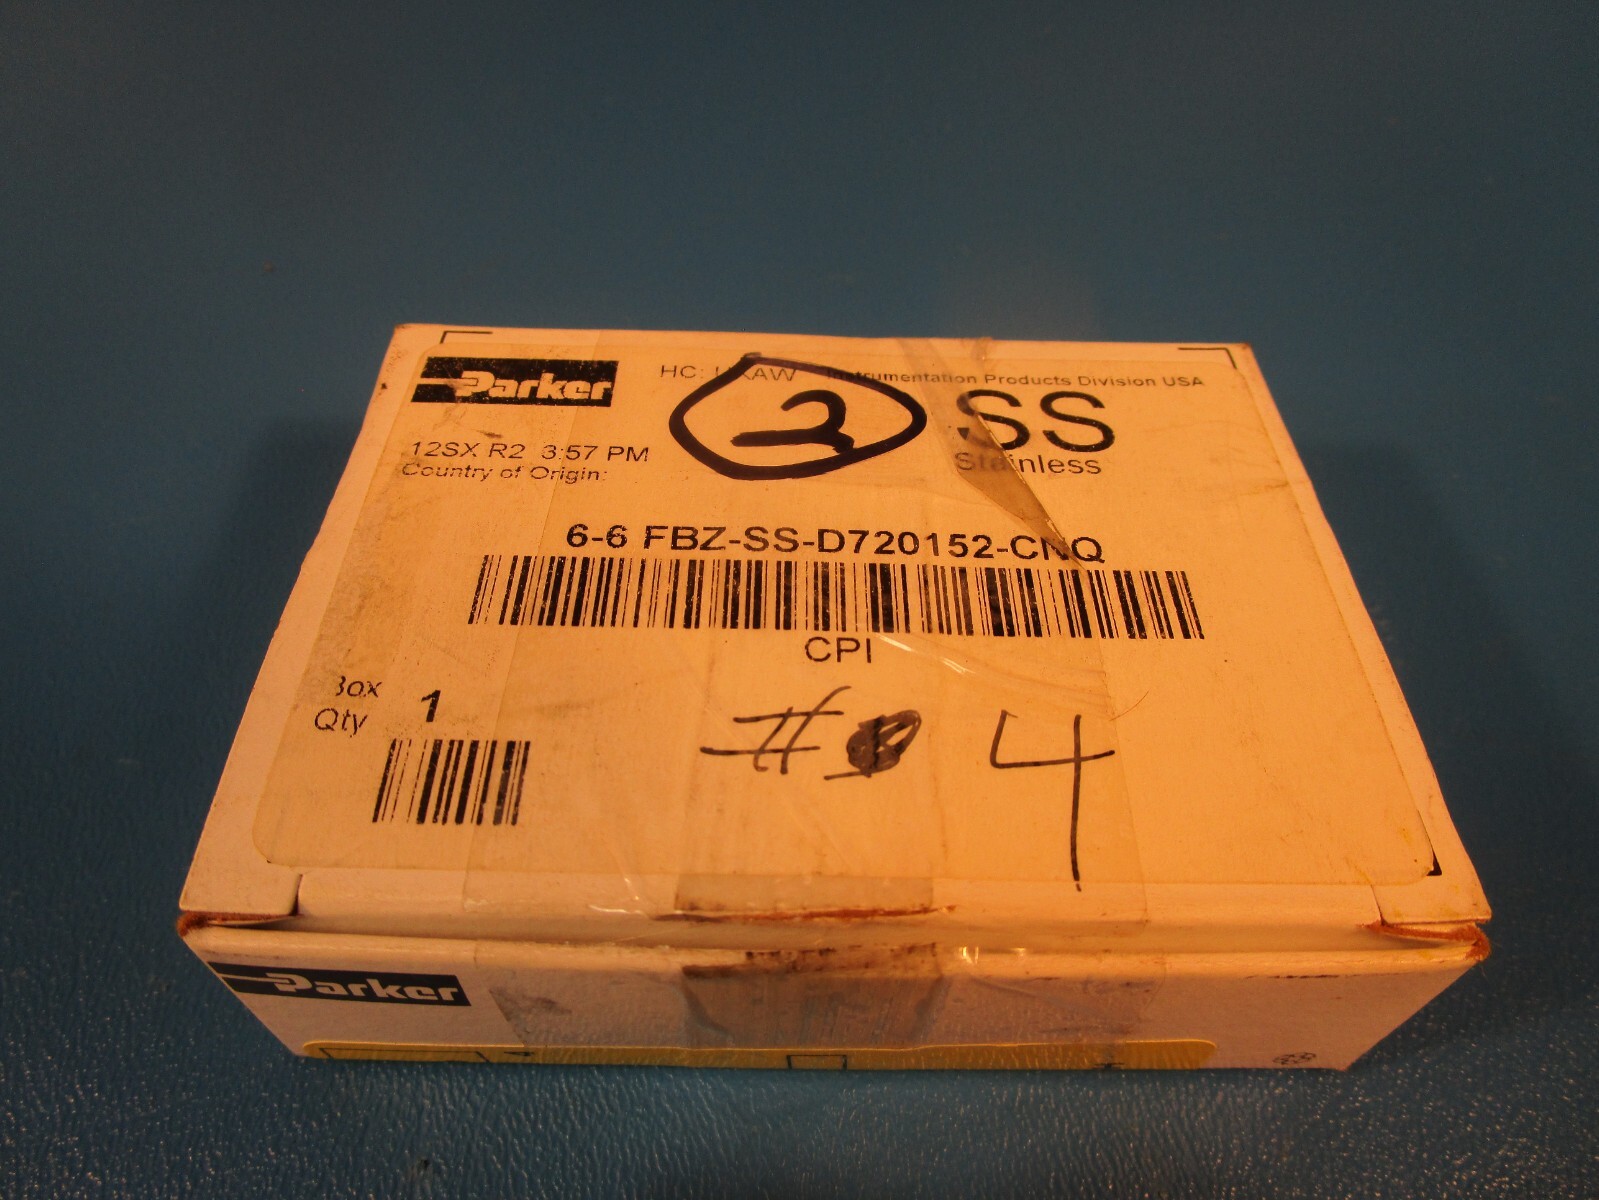 Parker
HC: Instrumentation Products Division USA
2
SS
12SX R2 3:57 PM
Stainless
Country of Origin:
6-6 FBZ-SS-D720152-CNQ
CPI
Box
Qty 1
# 4
Parker